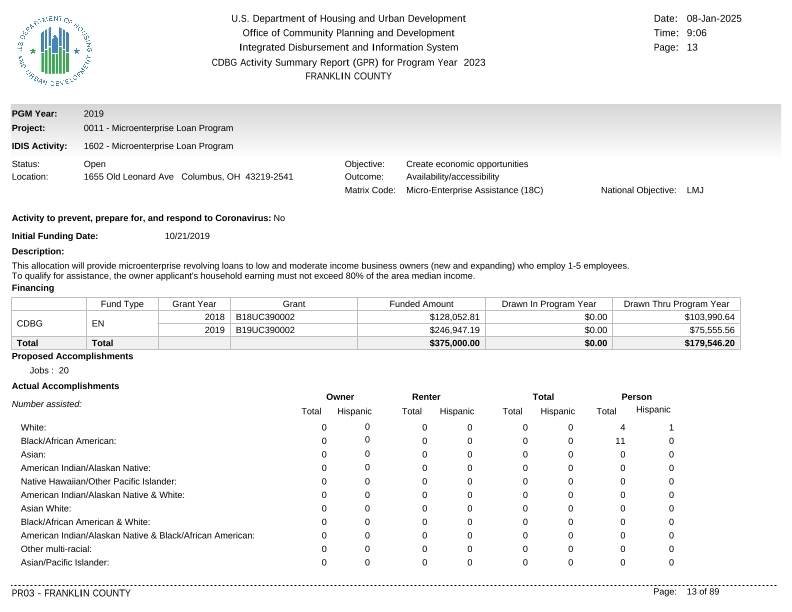 U.S. DEPARTMENT OF HOUSING AND URBAN DEVELOPMENT
U.S. Department of Housing and Urban Development
Office of Community Planning and Development
Integrated Disbursement and Information System
CDBG Activity Summary Report (GPR) for Program Year 2023
FRANKLIN COUNTY
Date: 08-Jan-2025
Time: 9:06
Page: 13
PGM Year: 2019
Project: 0011 - Microenterprise Loan Program
IDIS Activity: 1602 - Microenterprise Loan Program
Status: Open Objective: Create economic opportunities
Location: 1655 Old Leonard Ave Columbus, OH 43219-2541 Outcome: Availability/accessibility
Matrix Code: Micro-Enterprise Assistance (18C) National Objective: LMJ
Activity to prevent, prepare for, and respond to Coronavirus: No
Initial Funding Date: 10/21/2019
Description:
This allocation will provide microenterprise revolving loans to low and moderate income business owners (new and expanding) who employ 1-5 employees.
To qualify for assistance, the owner applicant's household earning must not exceed 80% of the area median income.
Financing
Fund Type Grant Year Grant Funded Amount Drawn In Program Year Drawn Thru Program Year
CDBG EN 2018 B18UC390002 $128,052.81 $0.00 $103,990.64
2019 B19UC390002 $246,947.19 $0.00 $75,555.56
Total Total $375,000.00 $0.00 $179,546.20
Proposed Accomplishments
Jobs : 20
Actual Accomplishments
Number assisted:
Owner Renter Total Person
Total Hispanic Total Hispanic Total Hispanic Total Hispanic
White: 0 0 0 0 0 0 4 1
Black/African American: 0 0 0 0 0 0 11 0
Asian: 0 0 0 0 0 0 0 0
American Indian/Alaskan Native: 0 0 0 0 0 0 0 0
Native Hawaiian/Other Pacific Islander: 0 0 0 0 0 0 0 0
American Indian/Alaskan Native & White: 0 0 0 0 0 0 0 0
Asian White: 0 0 0 0 0 0 0 0
Black/African American & White: 0 0 0 0 0 0 0 0
American Indian/Alaskan Native & Black/African American: 0 0 0 0 0 0 0 0
Other multi-racial: 0 0 0 0 0 0 0 0
Asian/Pacific Islander: 0 0 0 0 0 0 0 0
PR03 - FRANKLIN COUNTY Page: 13 of 89